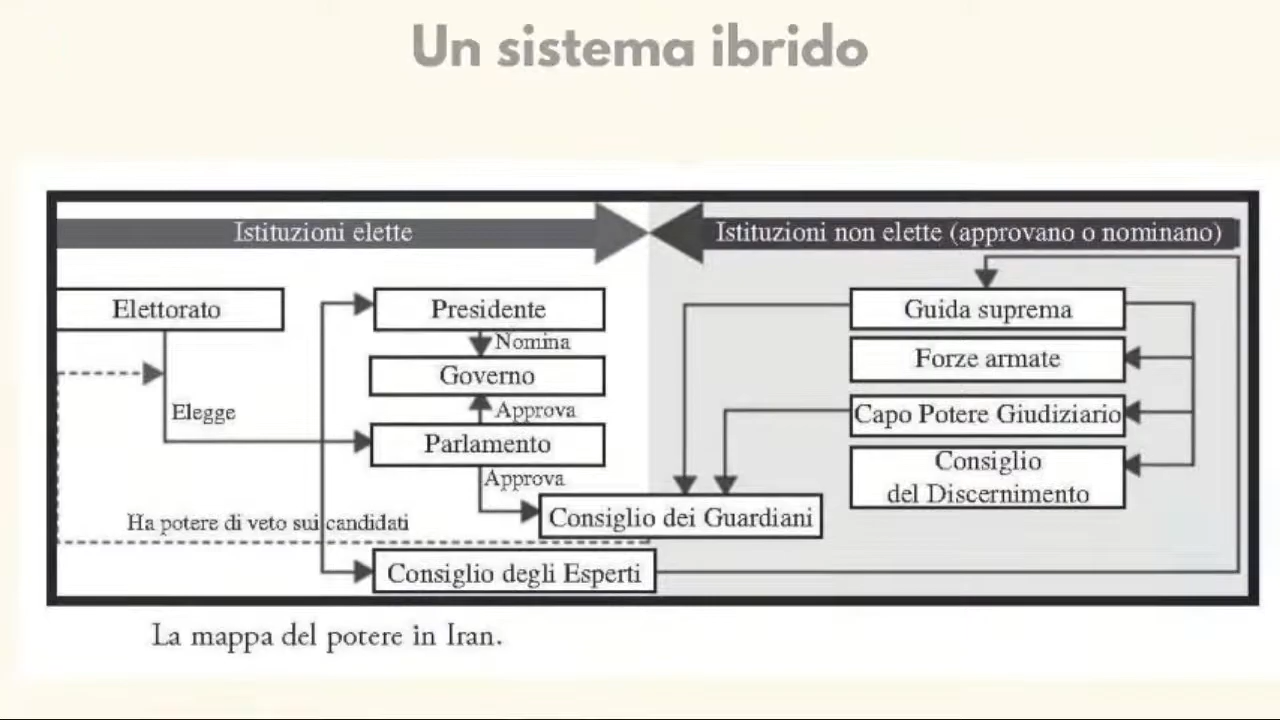 Un sistema ibrido
Istituzioni elette
Istituzioni non elette (approvano o nominano)
Elettorato
Presidente
Guida suprema
Nomina
Governo
Forze armate
Elegge
Approva
Capo Potere Giudiziario
Parlamento
Approva
Consiglio
del Discernimento
Ha potere di veto sui candidati
Consiglio dei Guardiani
Consiglio degli Esperti
La mappa del potere in Iran.